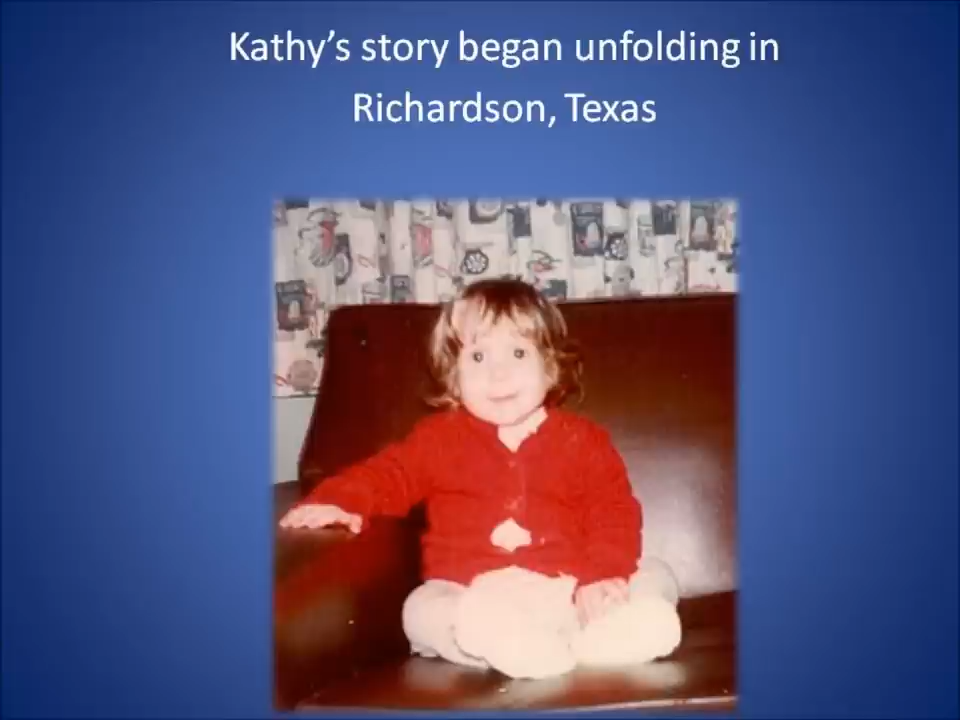 Kathy’s story began unfolding in
Richardson, Texas